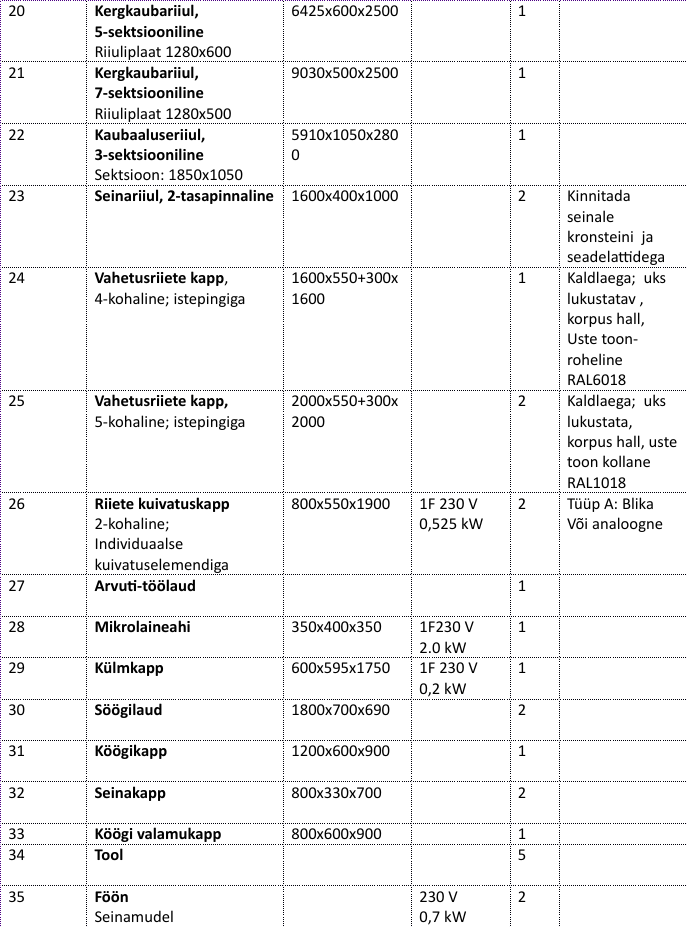 20 Kergkaubariiul, 6425x600x2500 1
5-sektsiooniline
Riiuliplaat 1280x600
21 Kergkaubariiul, 9030x500x2500 1
7-sektsiooniline
Riiuliplaat 1280x500
22 Kaubaaluseriiul, 5910x1050x280 1
3-sektsiooniline 0
Sektsioon: 1850x1050
23 Seinariiul, 2-tasapinnaline 1600x400x1000 2 Kinnitada
seinale
kronsteini ja
seadelattidega
24 Vahetusriiete kapp, 1600x550+300x 1 Kaldlaega; uks
4-kohaline; istepingiga 1600 lukustatav ,
korpus hall,
Uste toon-
roheline
RAL6018
25 Vahetusriiete kapp, 2000x550+300x 2 Kaldlaega; uks
5-kohaline; istepingiga 2000 lukustata,
korpus hall, uste
toon kollane
RAL1018
26 Riiete kuivatuskapp 800x550x1900 1F 230 V 2 Tüüp A: Blika
2-kohaline; 0,525 kW Või analoogne
Individuaalse
kuivatuselemendiga
27 Arvuti-töölaud 1
28 Mikrolaineahi 350x400x350 1F230 V 1
2.0 kW
29 Külmkapp 600x595x1750 1F 230 V 1
0,2 kW
30 Söögilaud 1800x700x690 2
31 Köögikapp 1200x600x900 1
32 Seinakapp 800x330x700 2
33 Köögi valamukapp 800x600x900 1
34 Tool 5
35 Föön 230 V 2
Seinamudel 0,7 kW